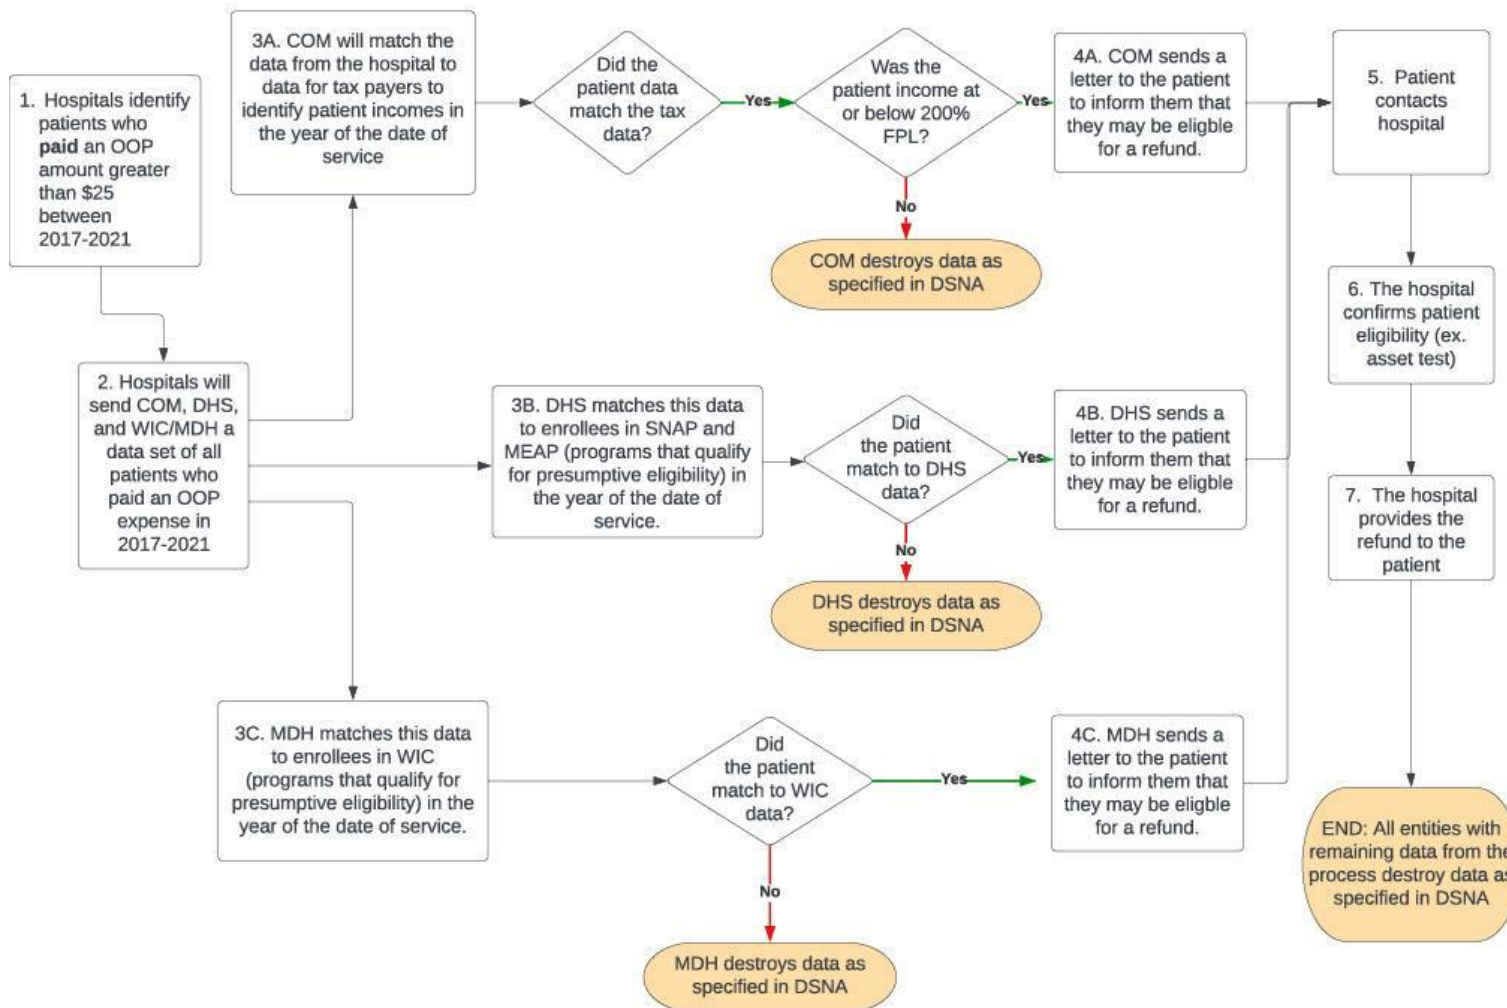 1. Hospitals identify
patients who
paid an OOP
amount greater
than $25
between
2017-2021
2. Hospitals will
send COM, DHS,
and WIC/MDH a
data set of all
patients who
paid an OOP
expense in
2017-2021
3A. COM will match the
data from the hospital to
data for tax payers to
identify patient incomes in
the year of the date of
service
Did the
patient data
match the tax
data?
Yes
Was the
patient income at
or below 200%
FPL?
Yes
No
COM destroys data as
specified in DSNA
4A. COM sends a
letter to the patient
to inform them that
they may be eligble
for a refund.
3B. DHS matches this data
to enrollees in SNAP and
MEAP (programs that qualify
for presumptive eligibility) in
the year of the date of
service.
Did
the patient
match to DHS
data?
Yes
No
DHS destroys data as
specified in DSNA
4B. DHS sends a
letter to the patient
to inform them that
they may be eligble
for a refund.
3C. MDH matches this data
to enrollees in WIC
(programs that qualify for
presumptive eligibility) in the
year of the date of service.
Did
the patient
match to WIC
data?
Yes
No
MDH destroys data as
specified in DSNA
4C. MDH sends a
letter to the patient
to inform them that
they may be eligble
for a refund.
5. Patient
contacts
hospital
6. The hospital
confirms patient
eligibility (ex.
asset test)
7. The hospital
provides the
refund to the
patient
END: All entities with
remaining data from the
process destroy data as
specified in DSNA